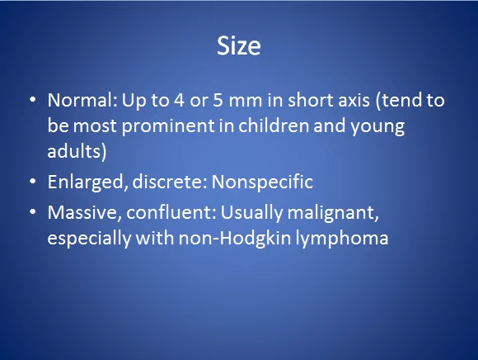 Size
• Normal: Up to 4 or 5 mm in short axis (tend to
be most prominent in children and young
adults)
• Enlarged, discrete: Nonspecific
• Massive, confluent: Usually malignant,
especially with non-Hodgkin lymphoma